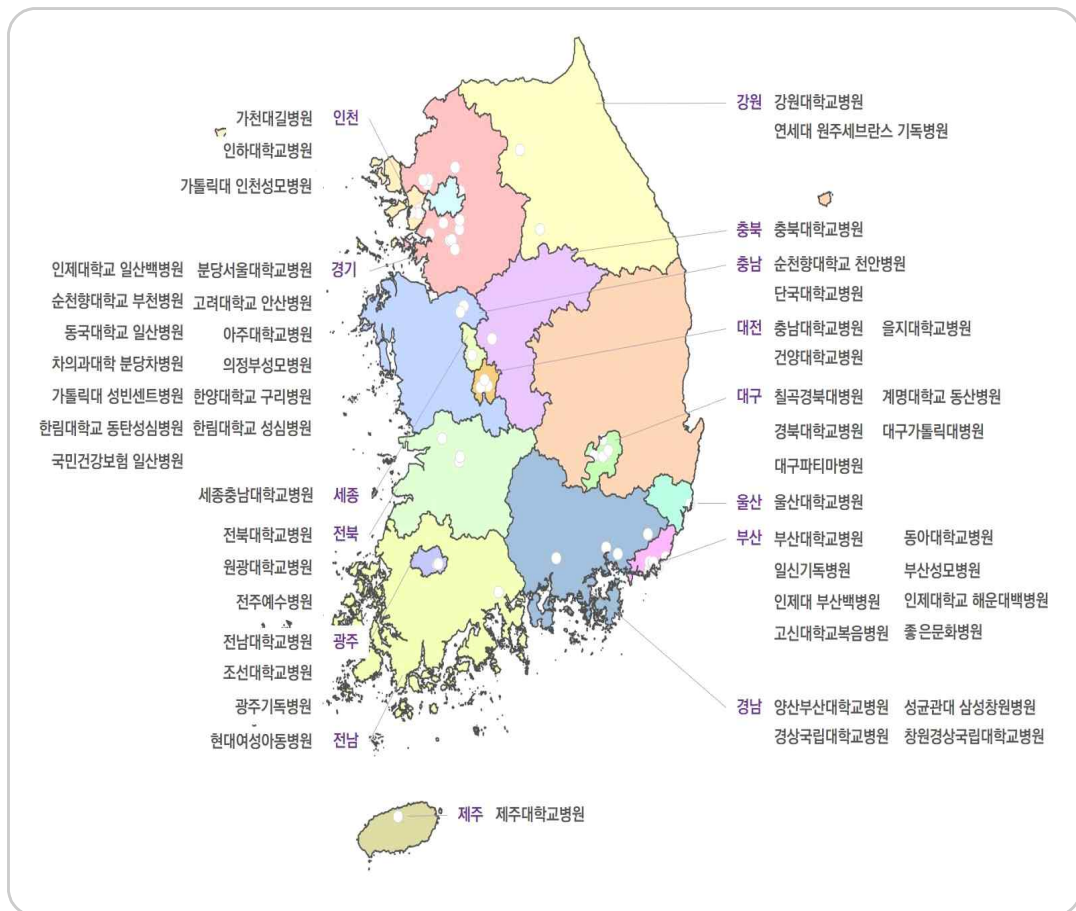 가천대길병원 인천
인하대학교병원
가톨릭대 인천성모병원
인제대학교 일산백병원 분당서울대학교병원 경기
순천향대학교 부천병원 고려대학교 안산병원
동국대학교 일산병원 아주대학교병원
차의과대학 분당차병원 의정부성모병원
가톨릭대 성빈센트병원 한양대학교 구리병원
한림대학교 동탄성심병원 한림대학교 성심병원
국민건강보험 일산병원
세종충남대학교병원 세종
전북대학교병원 전북
원광대학교병원
전주예수병원
전남대학교병원 광주
조선대학교병원
광주기독병원
현대여성아동병원 전남
강원 강원대학교병원
연세대 원주세브란스 기독병원
충북 충북대학교병원
충남 순천향대학교 천안병원
단국대학교병원
대전 충남대학교병원 을지대학교병원
건양대학교병원
대구 칠곡경북대병원 계명대학교 동산병원
경북대학교병원 대구가톨릭대병원
대구파티마병원
울산 울산대학교병원
부산 부산대학교병원 동아대학교병원
일신기독병원 부산성모병원
인제대 부산백병원 인제대학교 해운대백병원
고신대학교복음병원 좋은문화병원
경남 양산부산대학교병원 성균관대 삼성창원병원
경상국립대학교병원 창원경상국립대학교병원
제주 제주대학교병원